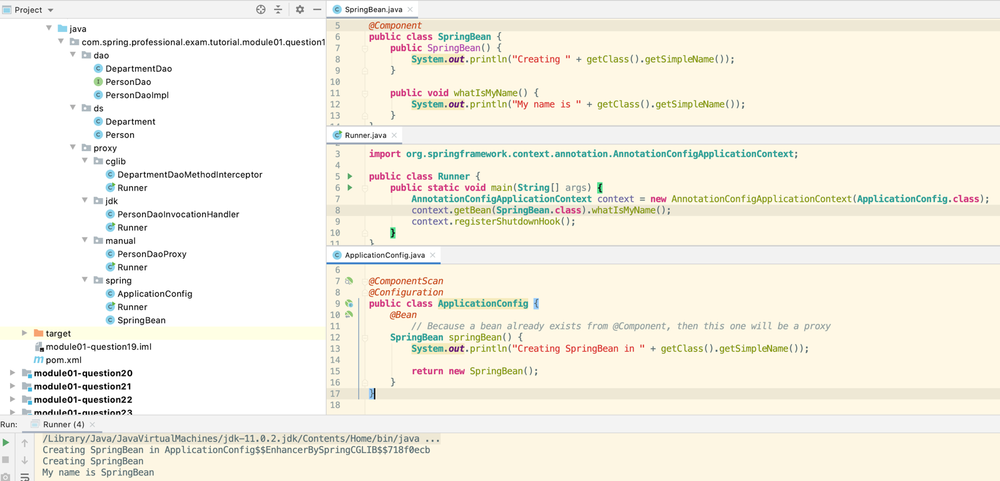 Project
java
com.spring.professional.exam.tutorial.module01.question1
dao
DepartmentDao
PersonDao
PersonDaoImpl
ds
Department
Person
proxy
cglib
DepartmentDaoMethodInterceptor
Runner
jdk
PersonDaoInvocationHandler
Runner
manual
PersonDaoProxy
Runner
spring
ApplicationConfig
Runner
SpringBean
target
module01-question19.iml
pom.xml
module01-question20
module01-question21
module01-question22
module01-question23
SpringBean.java
5 @Component
6 public class SpringBean {
7 public SpringBean() {
8 System.out.println("Creating " + getClass().getSimpleName());
9 }
10
11 public void whatIsMyName() {
12 System.out.println("My name is " + getClass().getSimpleName());
13 }
14 }
Runner.java
2
3 import org.springframework.context.annotation.AnnotationConfigApplicationContext;
4
5 public class Runner {
6 public static void main(String[] args) {
7 AnnotationConfigApplicationContext context = new AnnotationConfigApplicationContext(ApplicationConfig.class);
8 context.getBean(SpringBean.class).whatIsMyName();
9 context.registerShutdownHook();
10 }
11 }
ApplicationConfig.java
6
7 @ComponentScan
8 @Configuration
9 public class ApplicationConfig {
10 @Bean
11 // Because a bean already exists from @Component, then this one will be a proxy
12 SpringBean springBean() {
13 System.out.println("Creating SpringBean in " + getClass().getSimpleName());
14
15 return new SpringBean();
16 }
17 }
18
Run: Runner (4)
/Library/Java/JavaVirtualMachines/jdk-11.0.2.jdk/Contents/Home/bin/java ...
Creating SpringBean in ApplicationConfig$$EnhancerBySpringCGLIB$$718f0ecb
Creating SpringBean
My name is SpringBean